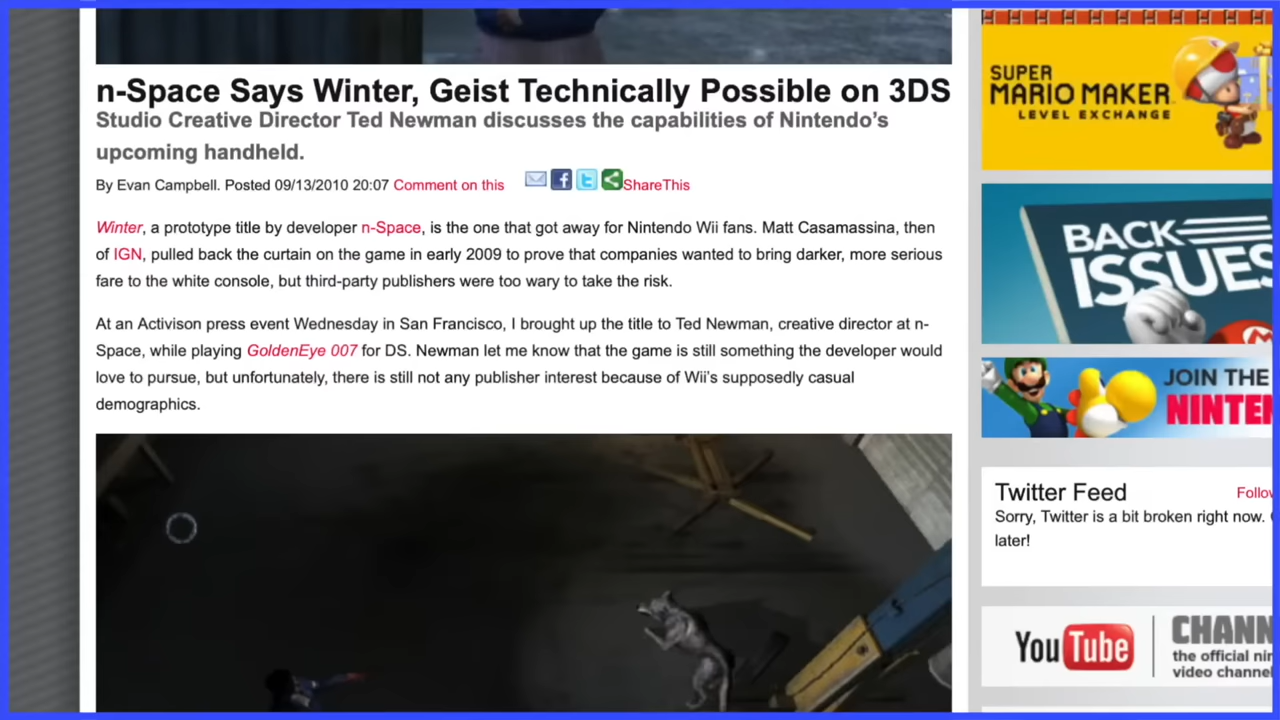 n-Space Says Winter, Geist Technically Possible on 3DS
Studio Creative Director Ted Newman discusses the capabilities of Nintendo's
upcoming handheld.
By Evan Campbell. Posted 09/13/2010 20:07 Comment on this ShareThis
Winter, a prototype title by developer n-Space, is the one that got away for Nintendo Wii fans. Matt Casamassina, then
of IGN, pulled back the curtain on the game in early 2009 to prove that companies wanted to bring darker, more serious
fare to the white console, but third-party publishers were too wary to take the risk.
At an Activison press event Wednesday in San Francisco, I brought up the title to Ted Newman, creative director at n-
Space, while playing GoldenEye 007 for DS. Newman let me know that the game is still something the developer would
love to pursue, but unfortunately, there is still not any publisher interest because of Wii's supposedly casual
demographics.
SUPER
MARIO MAKER
LEVEL EXCHANGE
BACK
ISSUES
JOIN THE
NINTEN
Twitter Feed
Follow
Sorry, Twitter is a bit broken right now.
later!
YouTube
CHANN
the official nin
video channel